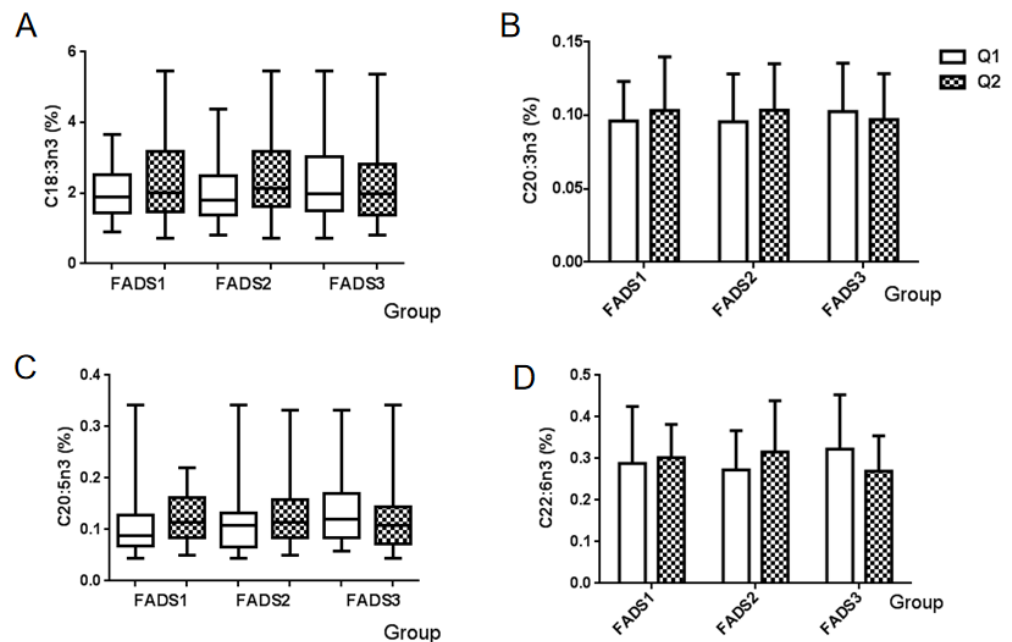 A
C18:3n3 (%)
6
4
2
0
FADS1 FADS2 FADS3
Group
B
C20:3n3 (%)
0.15
0.10
0.05
0.00
FADS1 FADS2 FADS3
Group
Q1
Q2
C
C20:5n3 (%)
0.4
0.3
0.2
0.1
0.0
FADS1 FADS2 FADS3
Group
D
C22:6n3 (%)
0.5
0.4
0.3
0.2
0.1
0.0
FADS1 FADS2 FADS3
Group